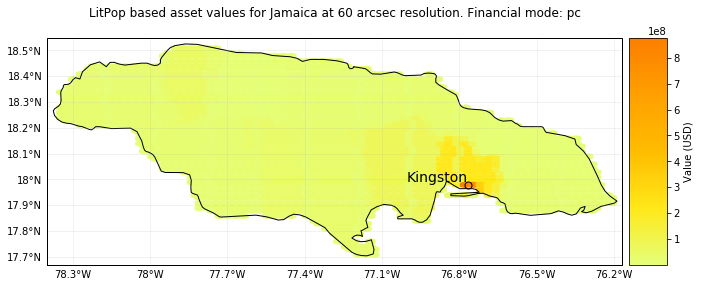 LitPop based asset values for Jamaica at 60 arcsec resolution. Financial mode: pc
1e8
18.5°N
18.4°N
18.3°N
18.2°N
18.1°N
18°N
17.9°N
17.8°N
17.7°N
Kingston
78.3°W 78°W 77.7°W 77.4°W 77.1°W 76.8°W 76.5°W 76.2°W
8
7
6
5
4
3
2
1
Value (USD)